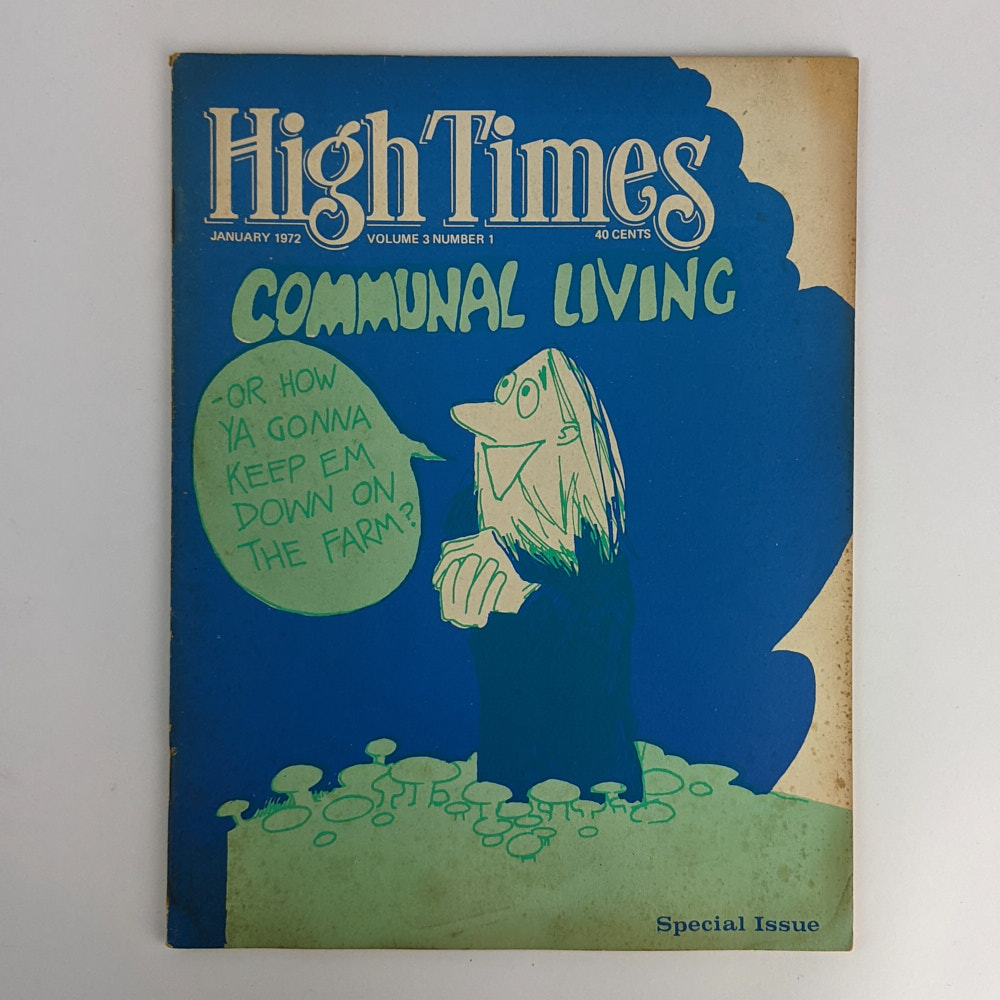 High Times
JANUARY 1972 VOLUME 3 NUMBER 1 40 CENTS
COMMUNAL LIVING
-OR HOW
YA GONNA
KEEP EM
DOWN ON
THE FARM?
Special Issue